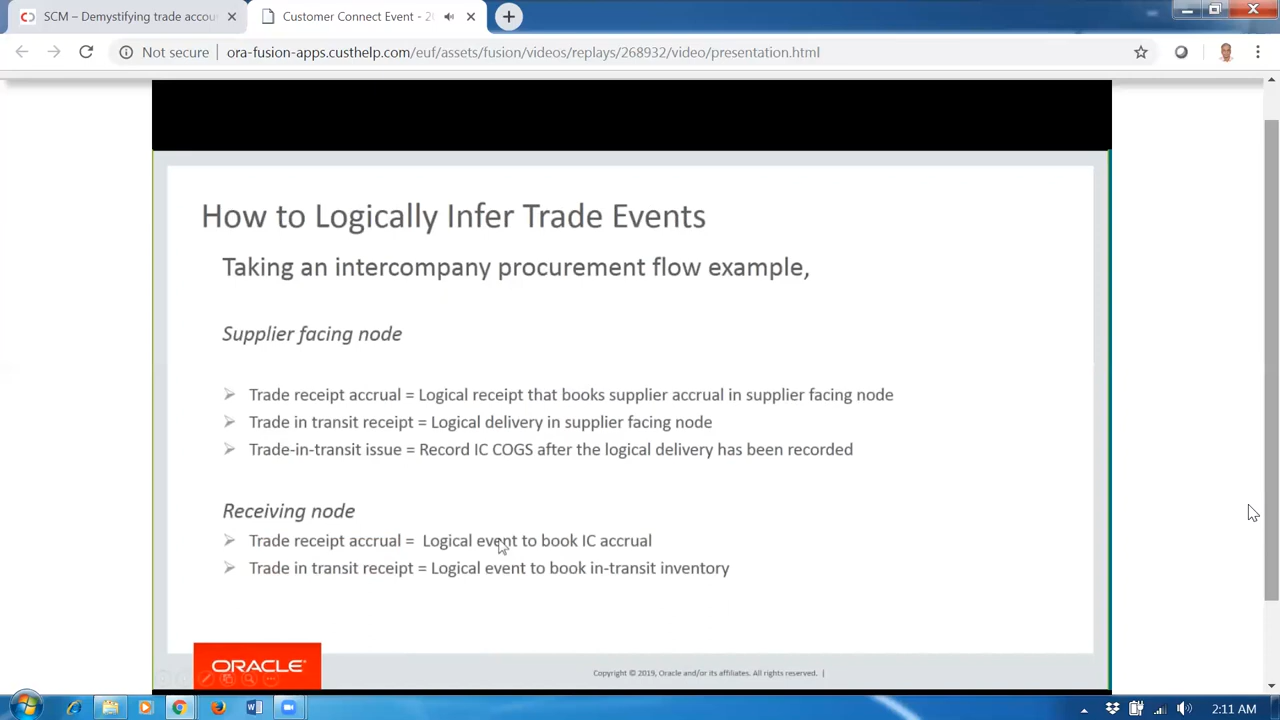 SCM – Demystifying trade accou
Customer Connect Event - 2
Not secure
ora-fusion-apps.custhelp.com/euf/assets/fusion/videos/replays/268932/video/presentation.html
How to Logically Infer Trade Events
Taking an intercompany procurement flow example,
Supplier facing node
➢ Trade receipt accrual = Logical receipt that books supplier accrual in supplier facing node
➢ Trade in transit receipt = Logical delivery in supplier facing node
➢ Trade-in-transit issue = Record IC COGS after the logical delivery has been recorded
Receiving node
➢ Trade receipt accrual = Logical event to book IC accrual
➢ Trade in transit receipt = Logical event to book in-transit inventory
ORACLE
Copyright © 2019, Oracle and/or its affiliates. All rights reserved. |
2:11 AM